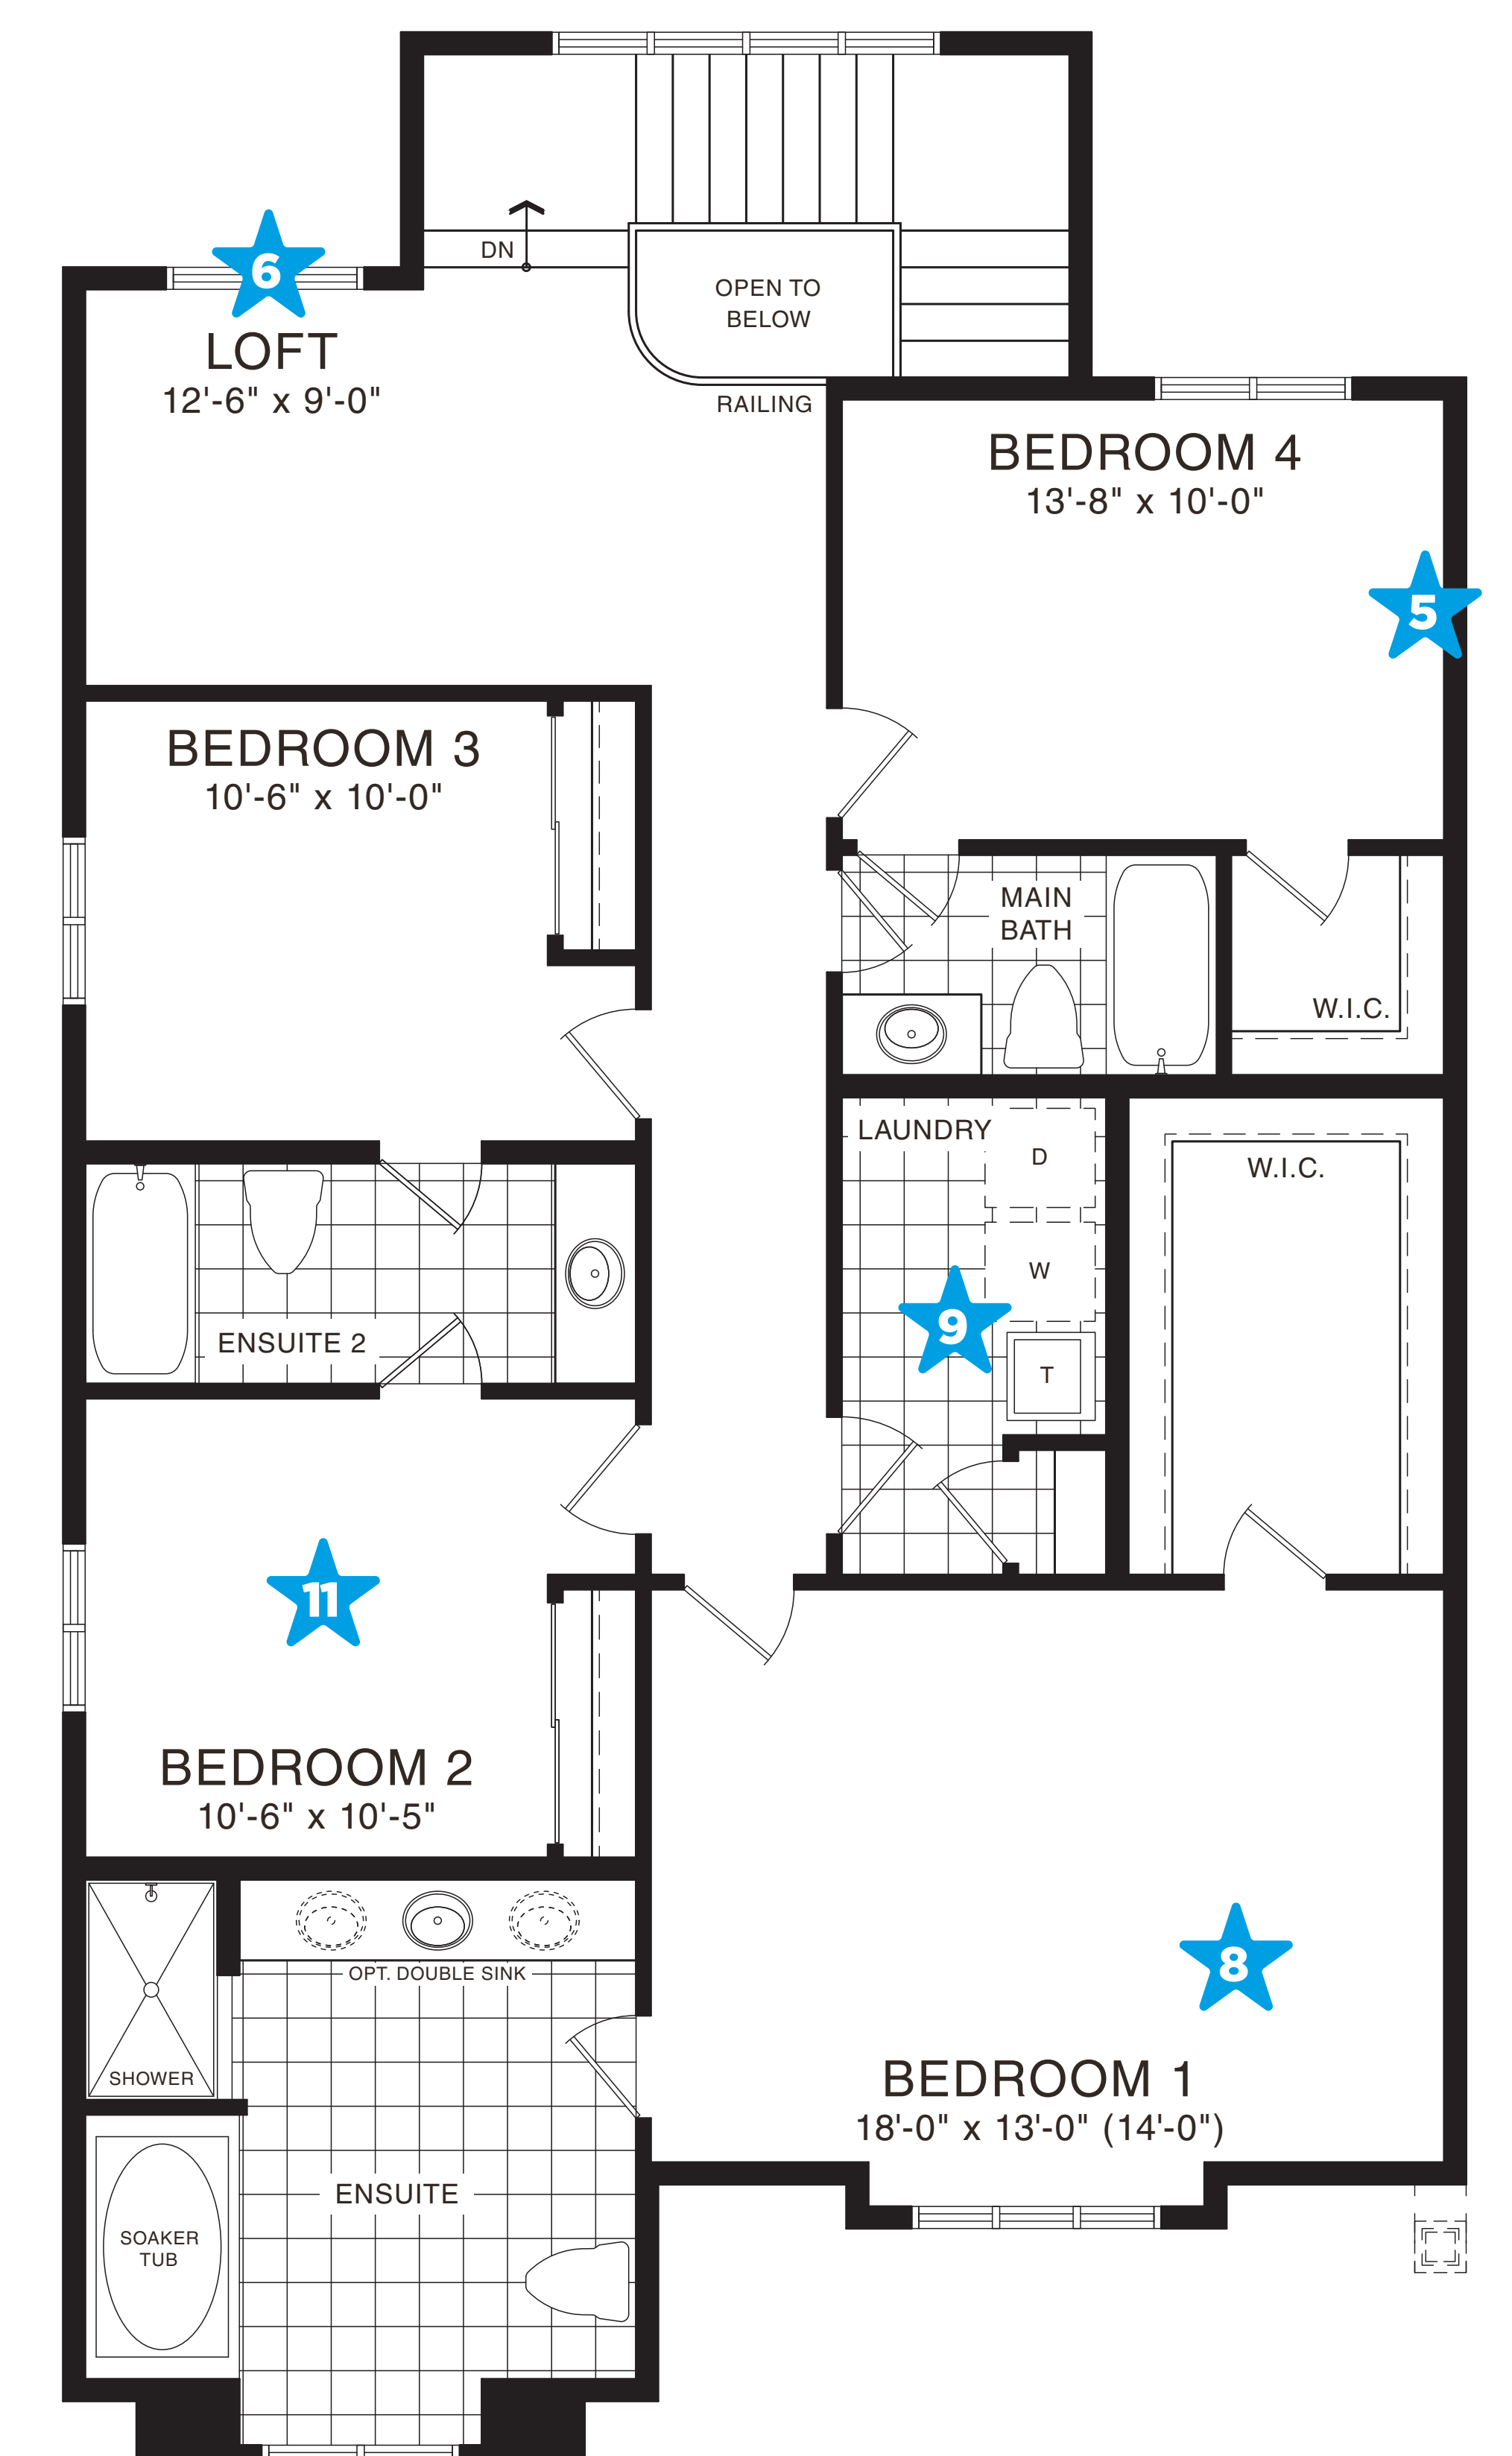 DN
6
OPEN TO
BELOW
LOFT
12'-6" x 9'-0"
RAILING
BEDROOM 4
13'-8" x 10'-0"
5
BEDROOM 3
10'-6" x 10'-0"
MAIN
BATH
W.I.C.
LAUNDRY
D
W.I.C.
W
9
ENSUITE 2
T
11
BEDROOM 2
10'-6" x 10'-5"
8
OPT. DOUBLE SINK
SHOWER
BEDROOM 1
18'-0" x 13'-0" (14'-0")
ENSUITE
SOAKER
TUB